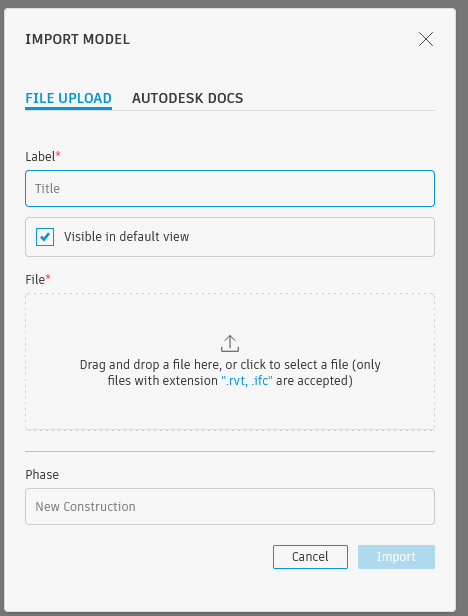 IMPORT MODEL
FILE UPLOAD AUTODESK DOCS
Label*
Title
Visible in default view
File*
Drag and drop a file here, or click to select a file (only
files with extension ".rvt, .ifc" are accepted)
Phase
New Construction
Cancel Import